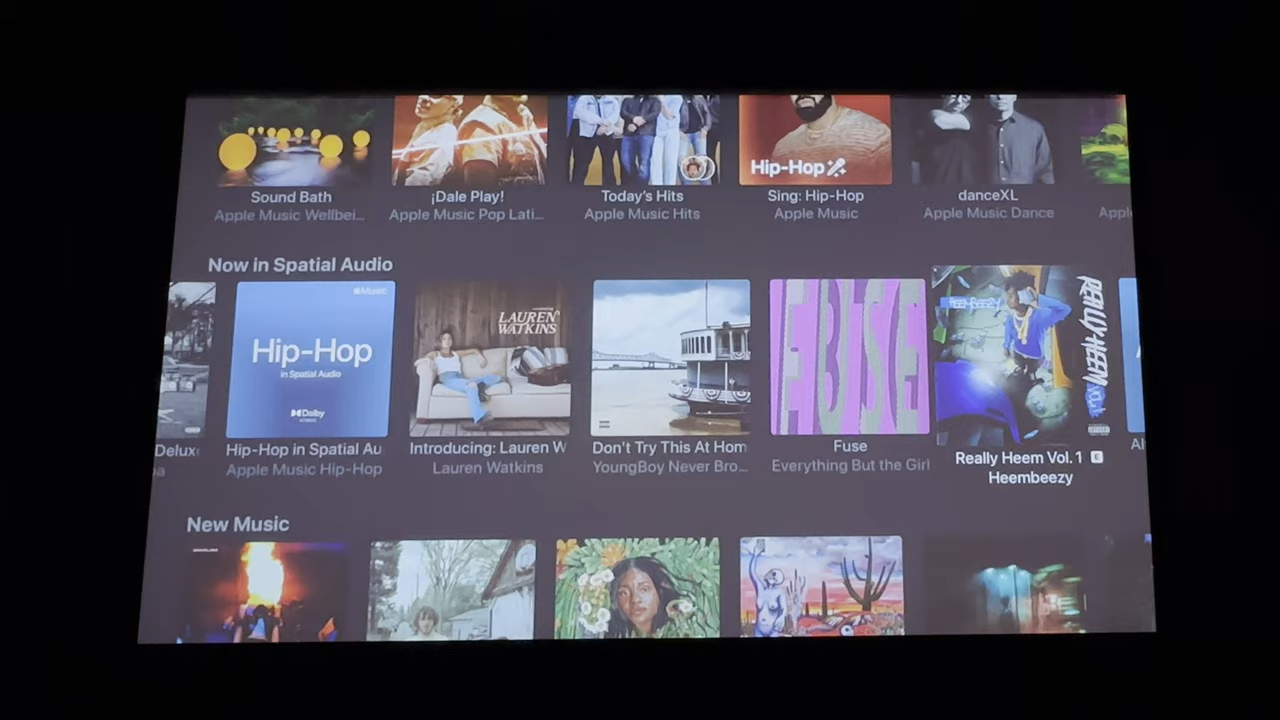 Hip-Hop
Sound Bath
Apple Music Wellbei...
¡Dale Play!
Apple Music Pop Lati...
Today's Hits
Apple Music Hits
Sing: Hip-Hop
Apple Music
danceXL
Apple Music Dance
Now in Spatial Audio
Music
Hip-Hop
in Spatial Audio
Dolby
ATMOS
LAUREN
WATKINS
FUSE
HEEMBEEZY
REALLY HEEM
Delux
Hip-Hop in Spatial Au
Apple Music Hip-Hop
Introducing: Lauren W
Lauren Watkins
Don't Try This At Hom
YoungBoy Never Bro...
Fuse
Everything But the Girl
Really Heem Vol. 1 E
Heembeezy
New Music